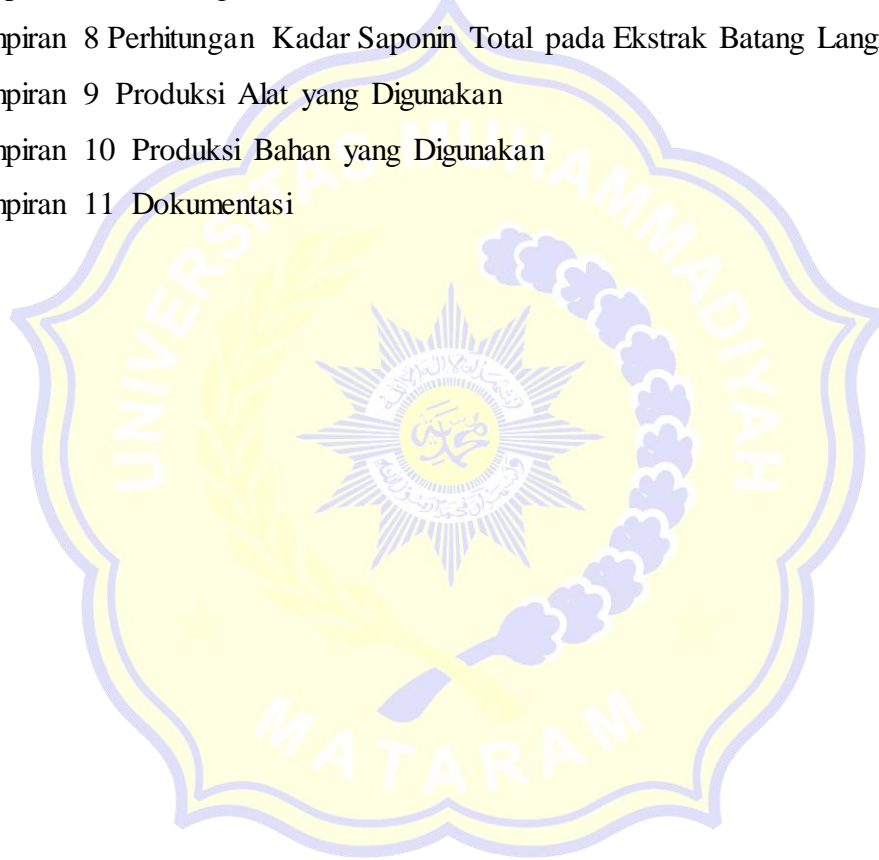 npiran 8 Perhitungan Kadar Saponin Total pada Ekstrak Batang Lang
npiran 9 Produksi Alat yang Digunakan
npiran 10 Produksi Bahan yang Digunakan
npiran 11 Dokumentasi
UNIVERSITAS MUHAMMADIYAH
MATARAM